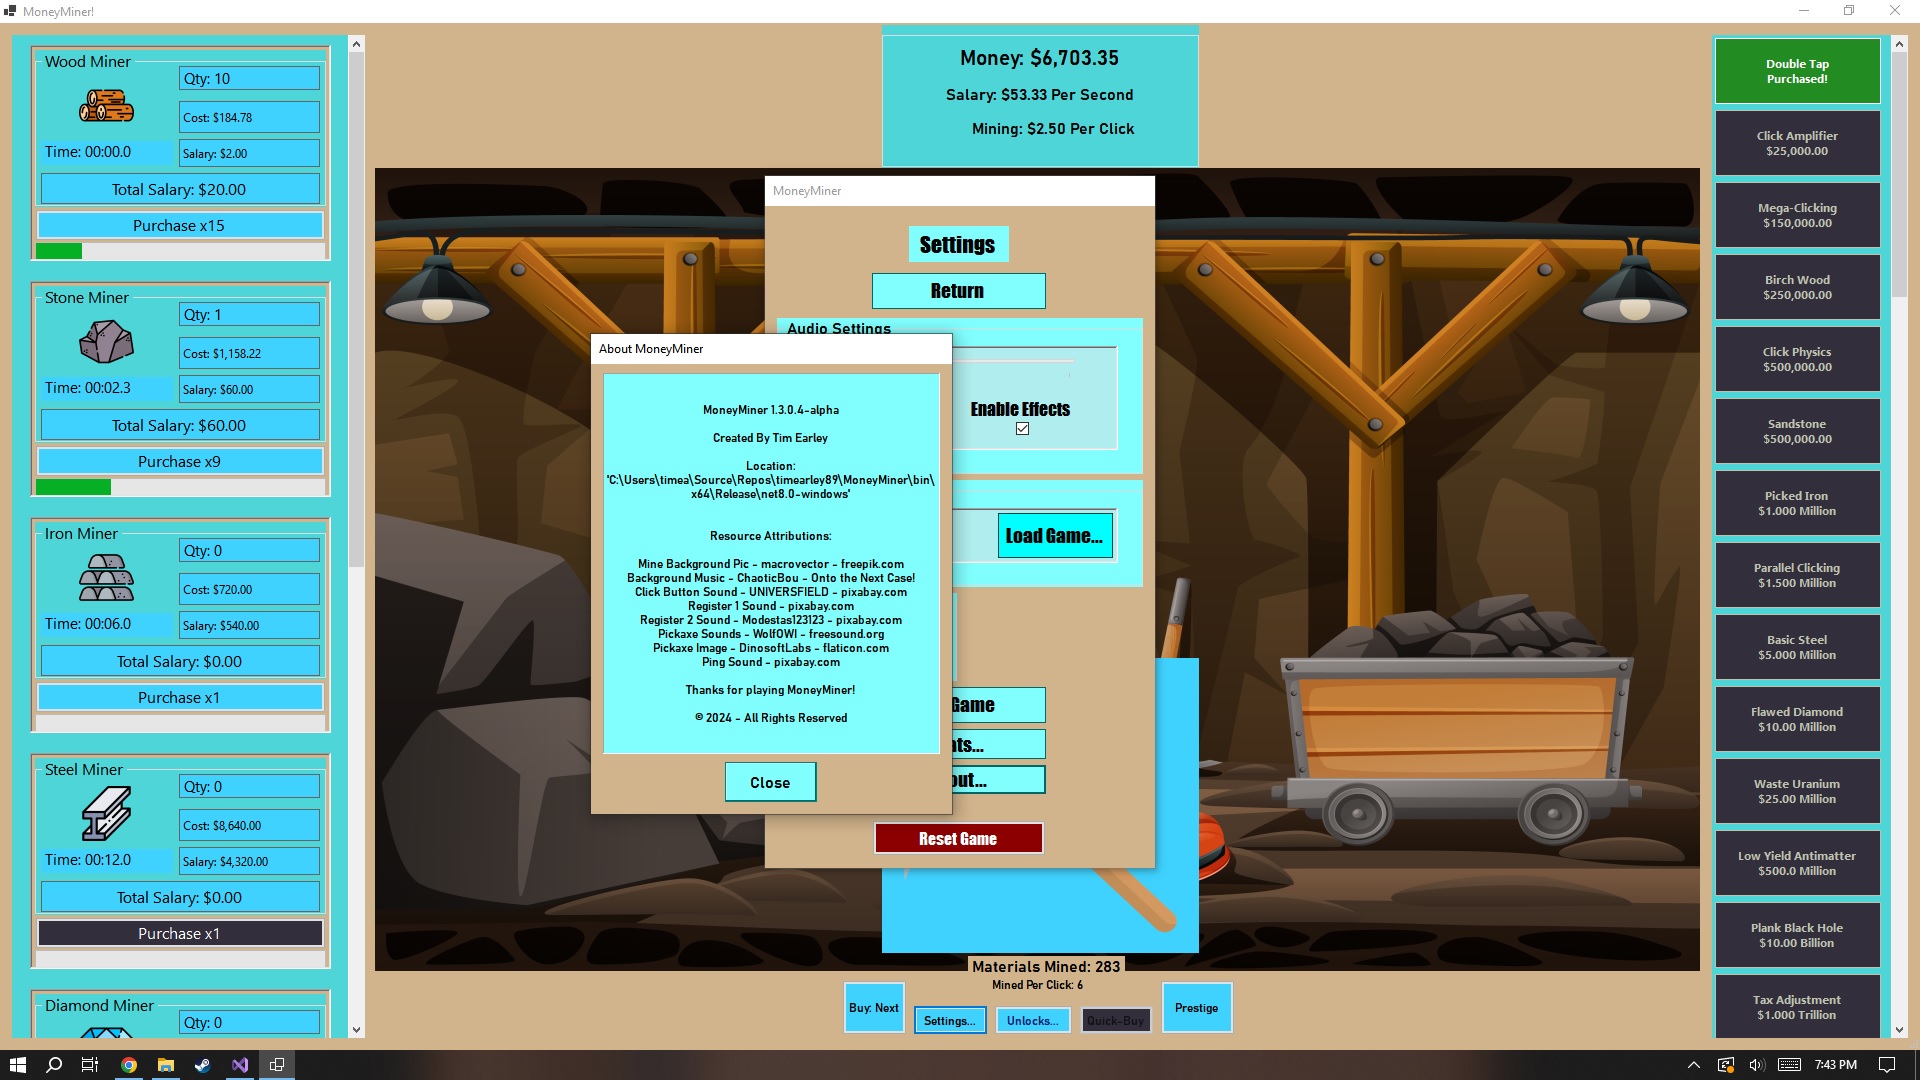 MoneyMiner!
Wood Miner
Qty: 10
Cost: $184.78
Time: 00:00.0
Salary: $2.00
Total Salary: $20.00
Purchase x15
Stone Miner
Qty: 1
Cost: $1,158.22
Time: 00:02.3
Salary: $60.00
Total Salary: $60.00
Purchase x9
Iron Miner
Qty: 0
Cost: $720.00
Time: 00:06.0
Salary: $540.00
Total Salary: $0.00
Purchase x1
Steel Miner
Qty: 0
Cost: $8,640.00
Time: 00:12.0
Salary: $4,320.00
Total Salary: $0.00
Purchase x1
Diamond Miner
Qty: 0
Money: $6,703.35
Salary: $53.33 Per Second
Mining: $2.50 Per Click
MoneyMiner
Settings
Return
Audio Settings
Enable Effects
Load Game...
Game
Reset Game
About MoneyMiner
MoneyMiner 1.3.0.4-alpha
Created By Tim Earley
Location:
'C:\Users\timea\Source\Repos\timearley89\MoneyMiner\bin\
x64\Release\net8.0-windows'
Resource Attributions:
Mine Background Pic - macrovector - freepik.com
Background Music - ChaoticBou - Onto the Next Case!
Click Button Sound - UNIVERSFIELD - pixabay.com
Register 1 Sound - pixabay.com
Register 2 Sound - Modestas123123 - pixabay.com
Pickaxe Sounds - WolfOWI - freesound.org
Pickaxe Image - DinosoftLabs - flaticon.com
Ping Sound - pixabay.com
Thanks for playing MoneyMiner!
© 2024 - All Rights Reserved
Close
Materials Mined: 283
Mined Per Click: 6
Buy: Next
Settings...
Unlocks...
Quick-Buy
Prestige
Double Tap
Purchased!
Click Amplifier
$25,000.00
Mega-Clicking
$150,000.00
Birch Wood
$250,000.00
Click Physics
$500,000.00
Sandstone
$500,000.00
Picked Iron
$1.000 Million
Parallel Clicking
$1.500 Million
Basic Steel
$5.000 Million
Flawed Diamond
$10.00 Million
Waste Uranium
$25.00 Million
Low Yield Antimatter
$500.0 Million
Plank Black Hole
$10.00 Billion
Tax Adjustment
$1.000 Trillion
7:43 PM